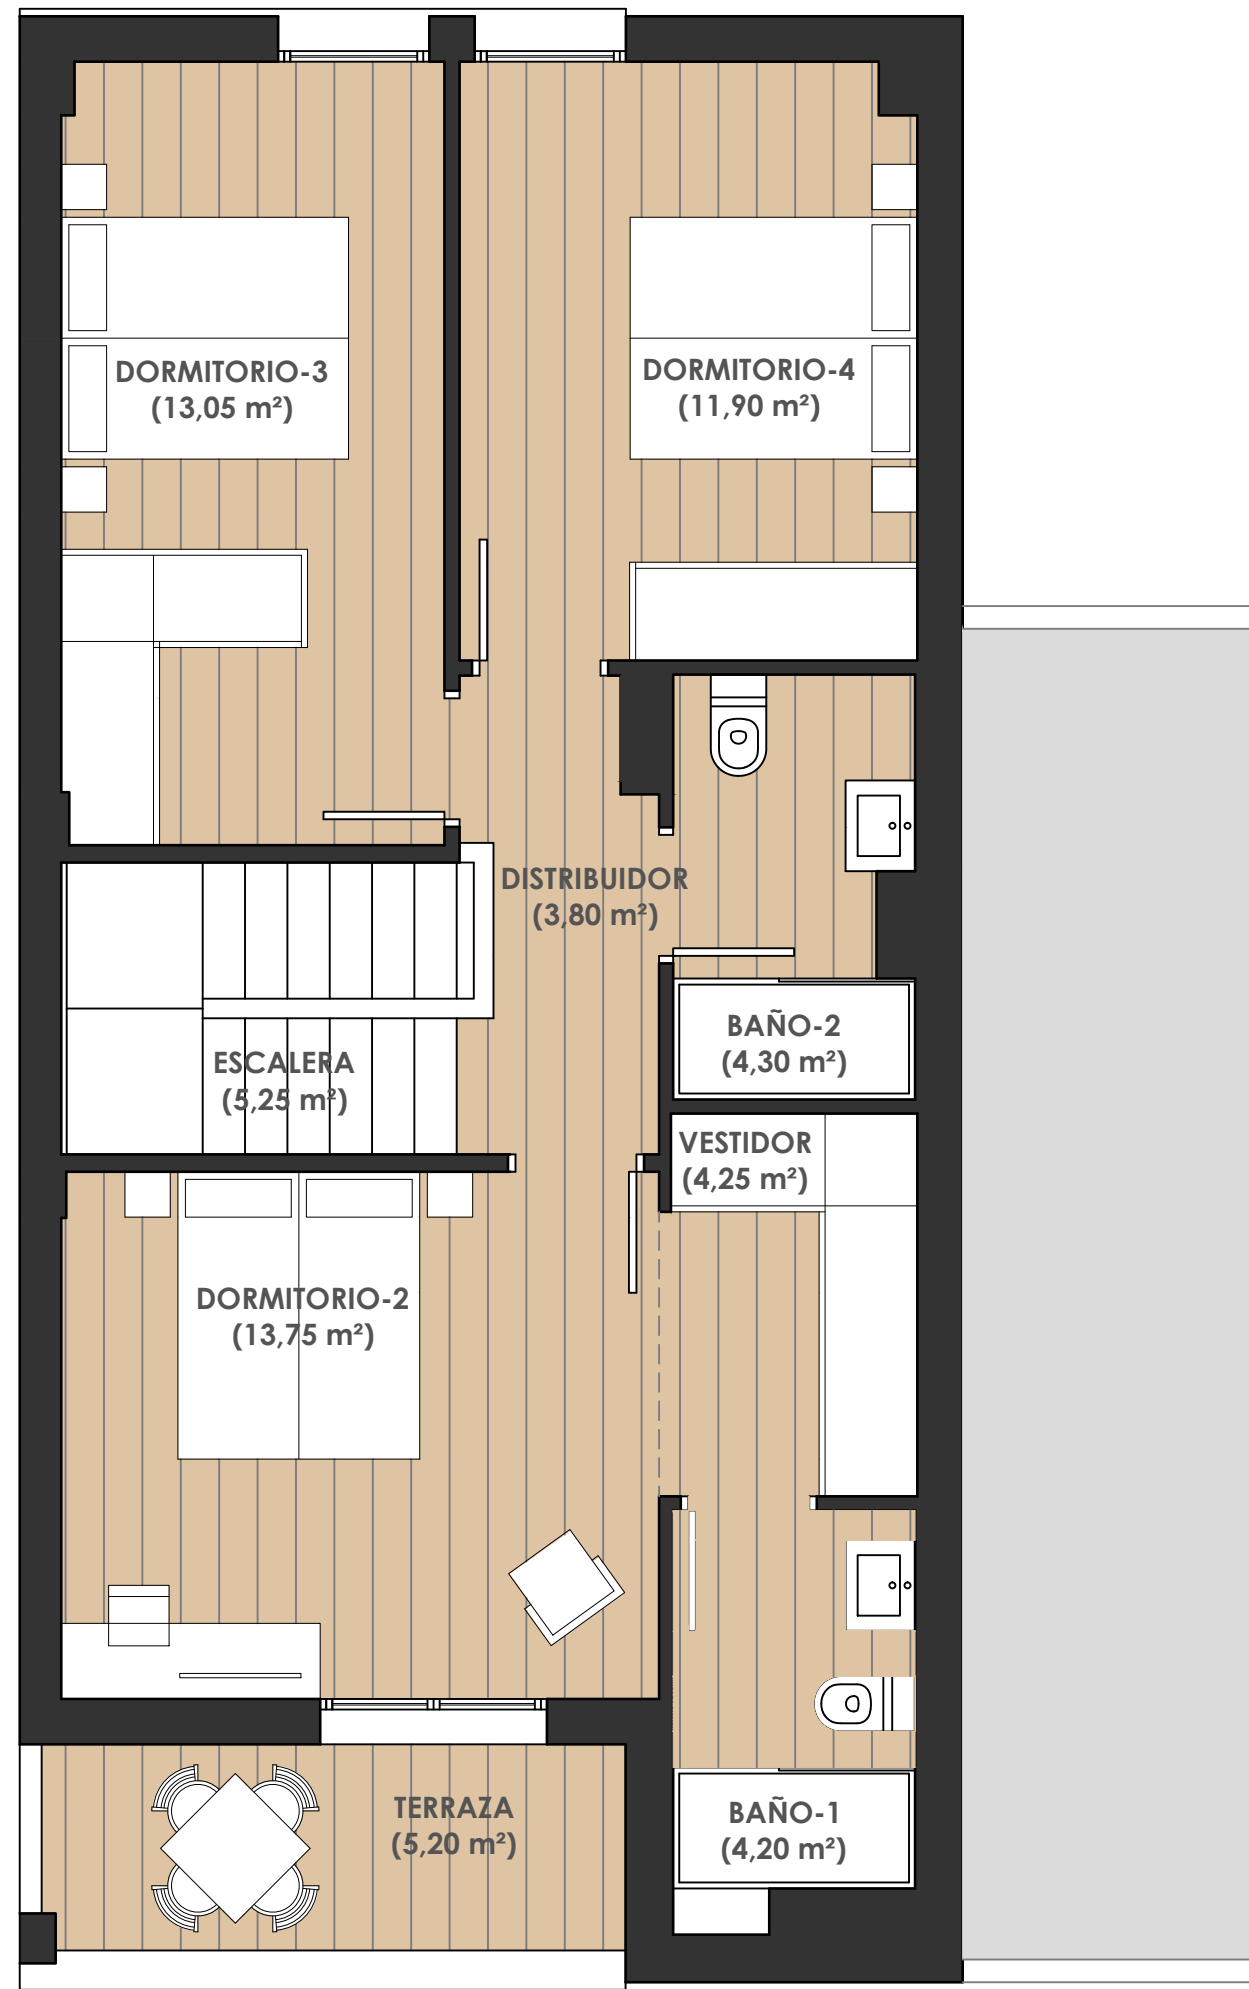 DORMITORIO-3
(13,05 m²)
DORMITORIO-4
(11,90 m²)
DISTRIBUIDOR
(3,80 m²)
BAÑO-2
(4,30 m²)
ESCALERA
(5,25 m²)
VESTIDOR
(4,25 m²)
DORMITORIO-2
(13,75 m²)
TERRAZA
(5,20 m²)
BAÑO-1
(4,20 m²)